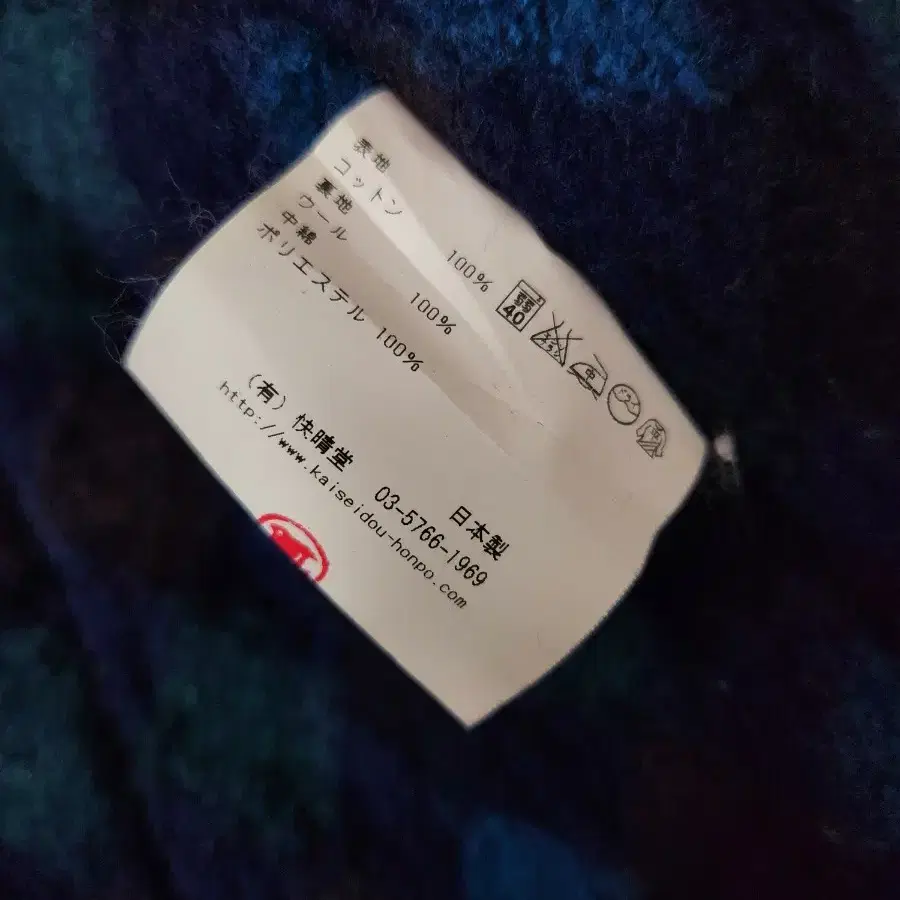 表地
コットン 100%
裏地
ウール 100%
中綿
ポリエステル 100%
40
日本製
(有) 快晴堂 03-5766-1969
http://www.kaiseidou-honpo.com